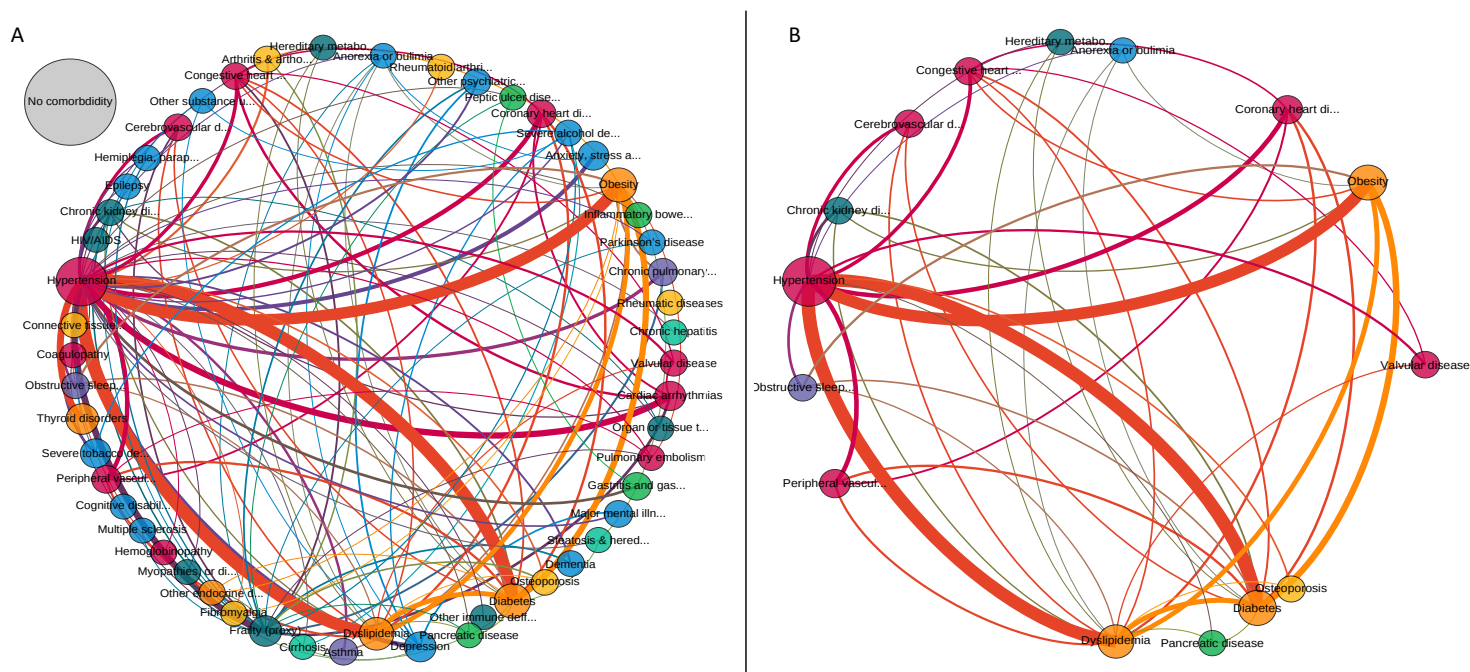 A
No comorbdidity
Hereditary metabo...
Arthritis & artho...
Anorexia or bulimia
Congestive heart ...
Rheumatoid arthri...
Other psychiatric...
Other substance u...
Peptic ulcer dise...
Coronary heart di...
Cerebrovascular d...
Severe alcohol de...
Hemiplegia, parap...
Anxiety, stress a...
Epilepsy
Obesity
Chronic kidney di...
Inflammatory bowe...
HIV/AIDS
Parkinson's disease
Hypertension
Chronic pulmonary...
Rheumatic diseases
Connective tissue...
Chronic hepatitis
Coagulopathy
Valvular disease
Obstructive sleep...
Cardiac arrhythmias
Thyroid disorders
Organ or tissue t...
Severe tobacco de...
Pulmonary embolism
Peripheral vascul...
Gastritis and gas...
Cognitive disabil...
Major mental illn...
Multiple sclerosis
Steatosis & hered...
Hemoglobinopathy
Dementia
Myopathies, or di...
Osteoporosis
Other endocrine d...
Diabetes
Fibromyalgia
Other immune defi...
Frailty (proxy)
Dyslipidemia
Pancreatic disease
Cirrhosis
Asthma
Depression
B
Hereditary metabo...
Anorexia or bulimia
Congestive heart ...
Coronary heart di...
Cerebrovascular d...
Obesity
Chronic kidney di...
Hypertension
Valvular disease
Obstructive sleep...
Peripheral vascul...
Osteoporosis
Diabetes
Dyslipidemia
Pancreatic disease